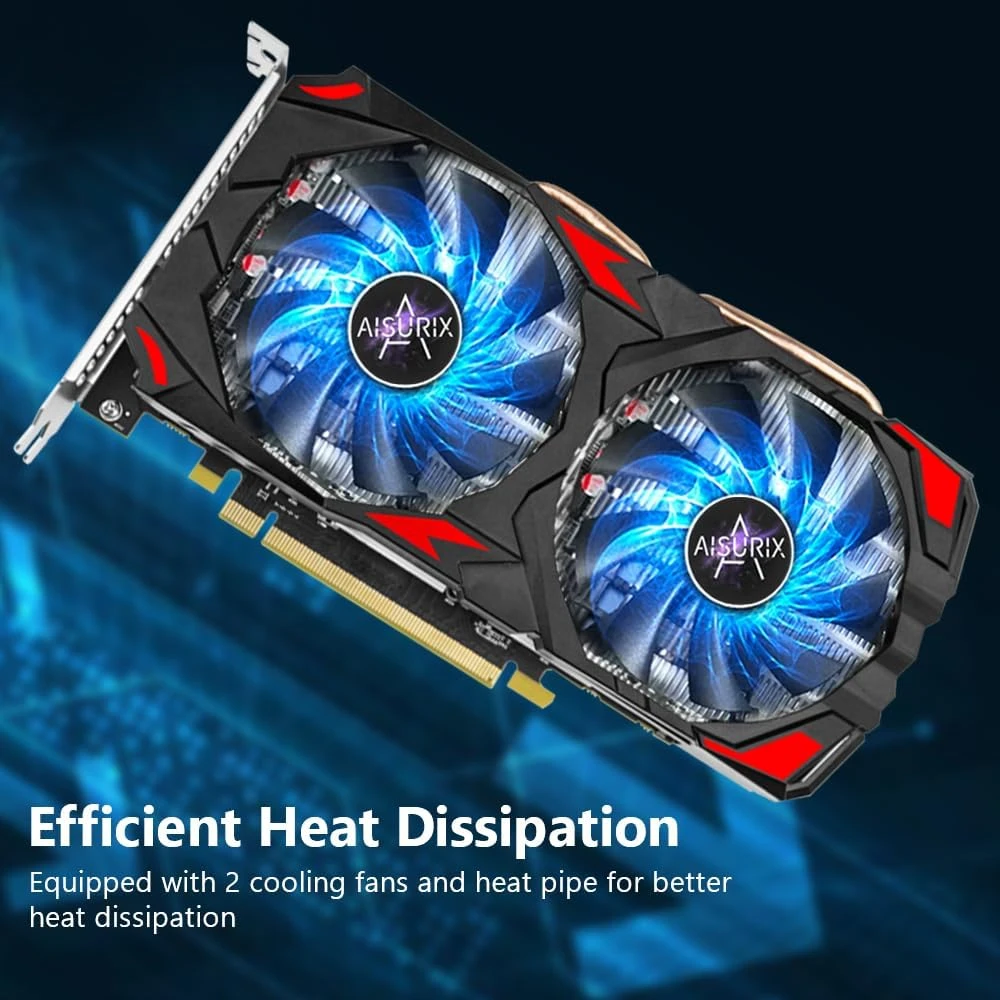 AISURIX
AISURIX
Efficient Heat Dissipation
Equipped with 2 cooling fans and heat pipe for better
heat dissipation